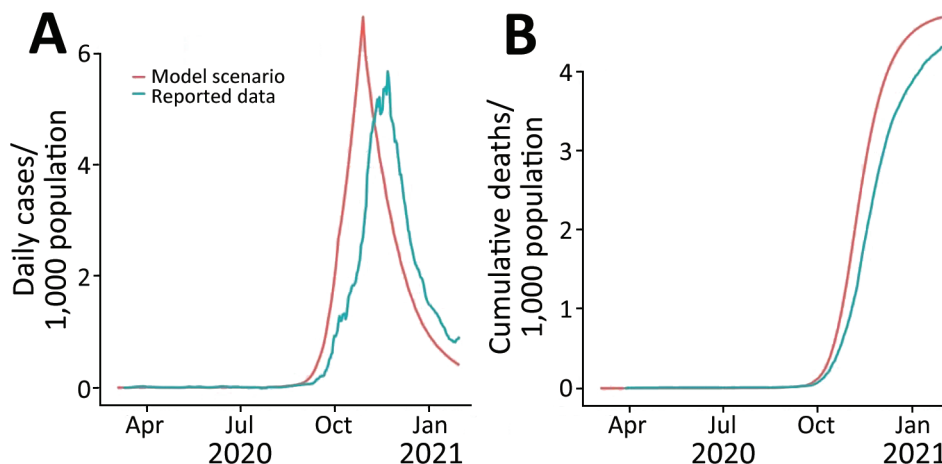 A
Daily cases/
1,000 population
6
4
2
0
Model scenario
Reported data
Apr
Jul
Oct
Jan
2020
2021
B
Cumulative deaths/
1,000 population
4
3
2
1
0
Apr
Jul
Oct
Jan
2020
2021